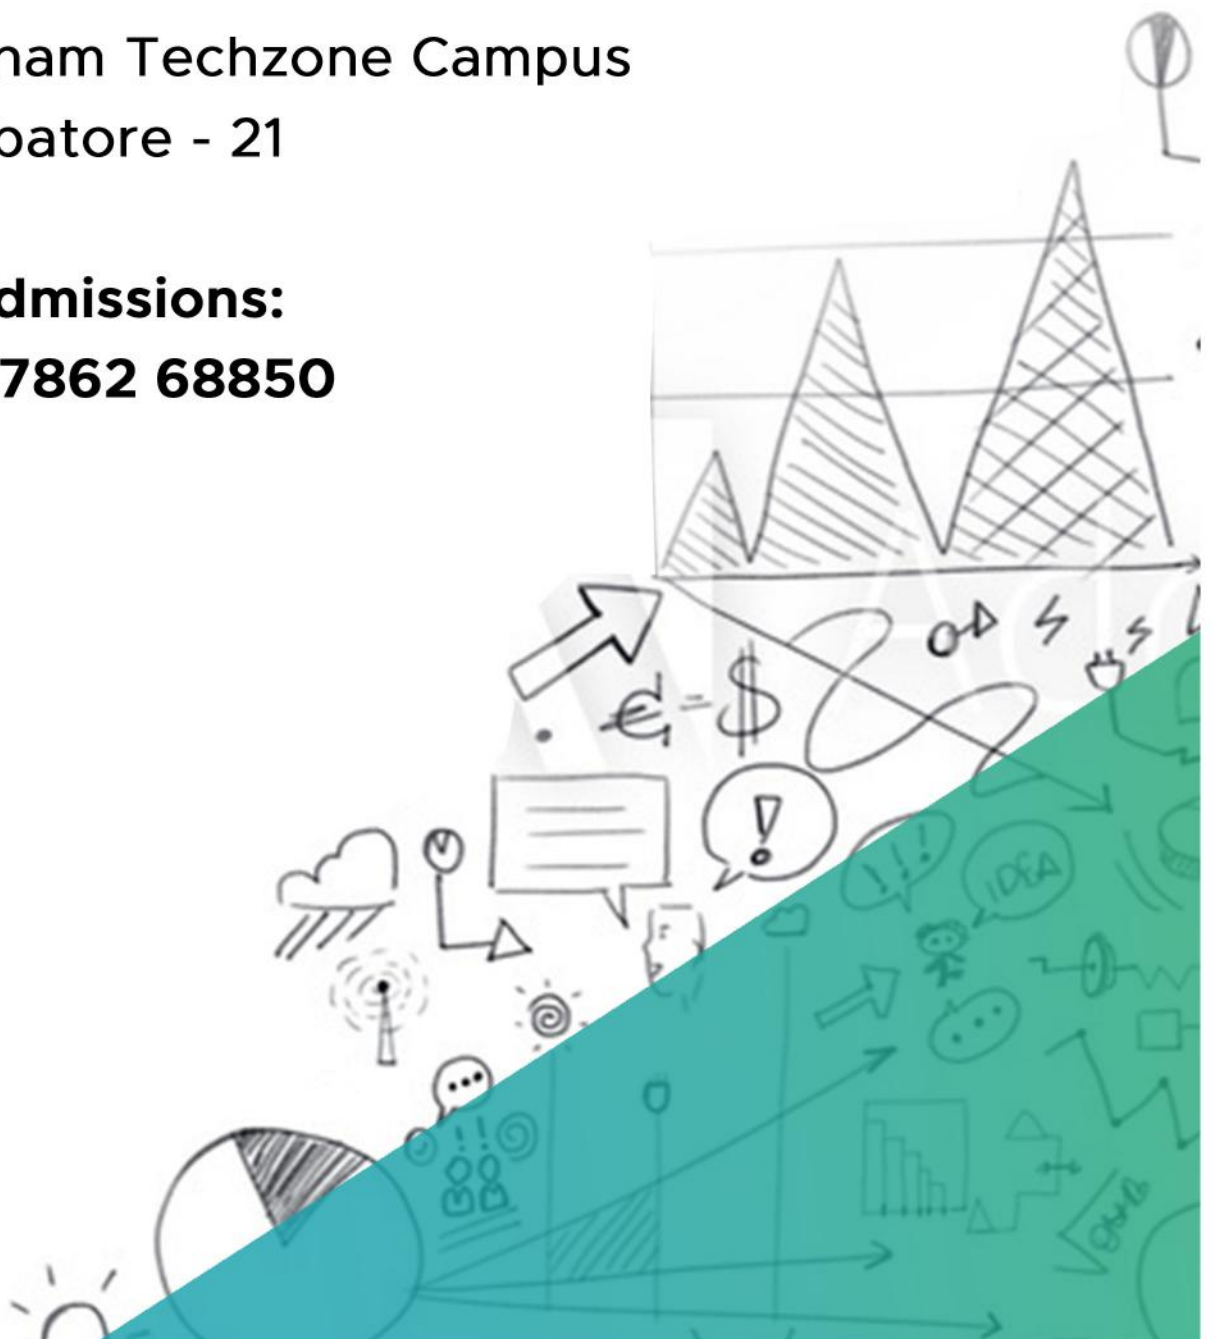 nam Techzone Campus
batore - 21
dmissions:
7862 68850
€ = $
!
! ! !
IDEA
! !